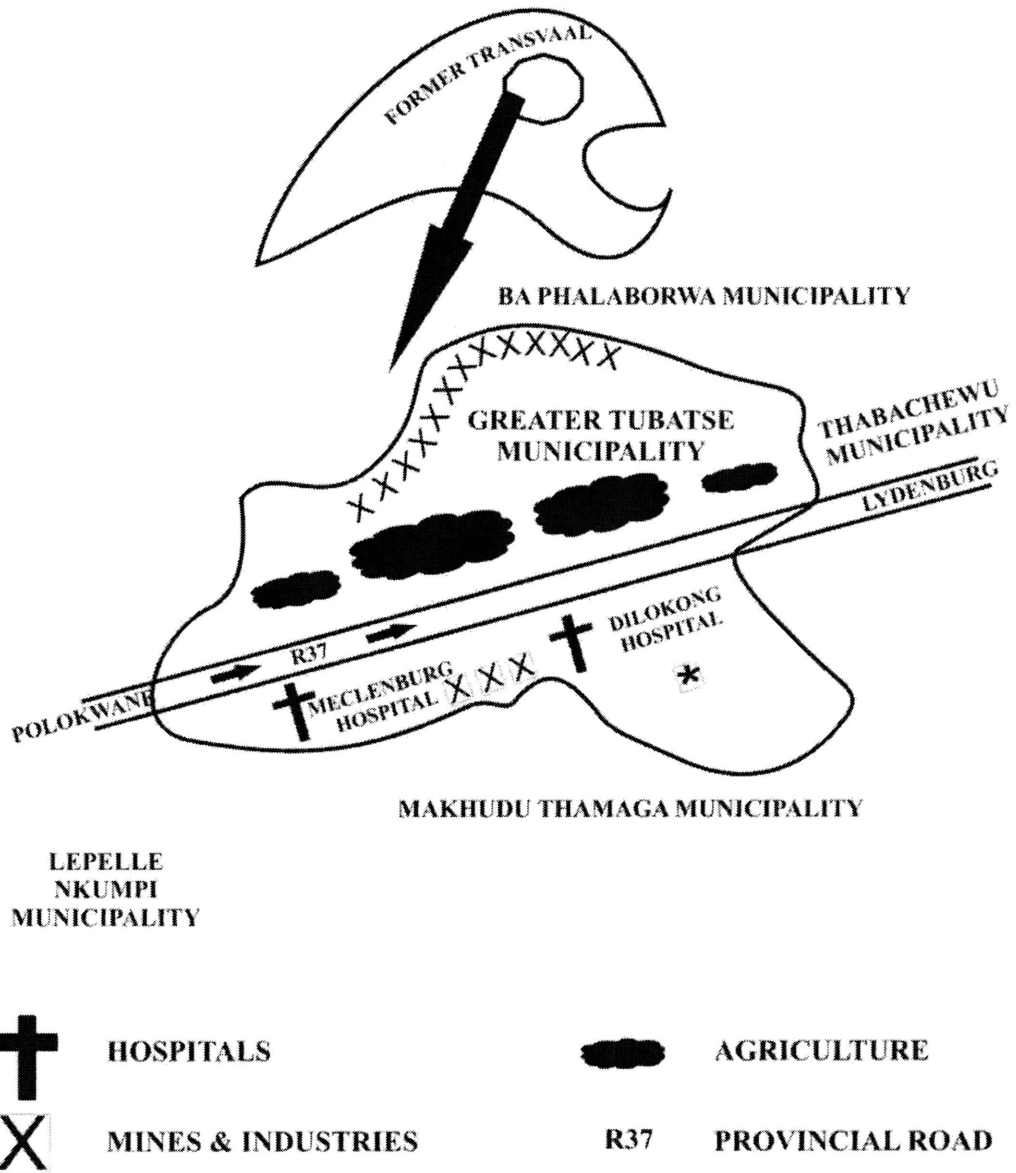 FORMER TRANSVAAL
BA PHALABORWA MUNICIPALITY
GREATER TUBATSE
MUNICIPALITY
THABACHEWU
MUNICIPALITY
LYDENBURG
DILOKONG
HOSPITAL
R37
MECLENBURG
HOSPITAL
POLOKWANE
MAKHUDU THAMAGA MUNICIPALITY
LEPELLE
NKUMPI
MUNICIPALITY
HOSPITALS
AGRICULTURE
MINES & INDUSTRIES
R37 PROVINCIAL ROAD